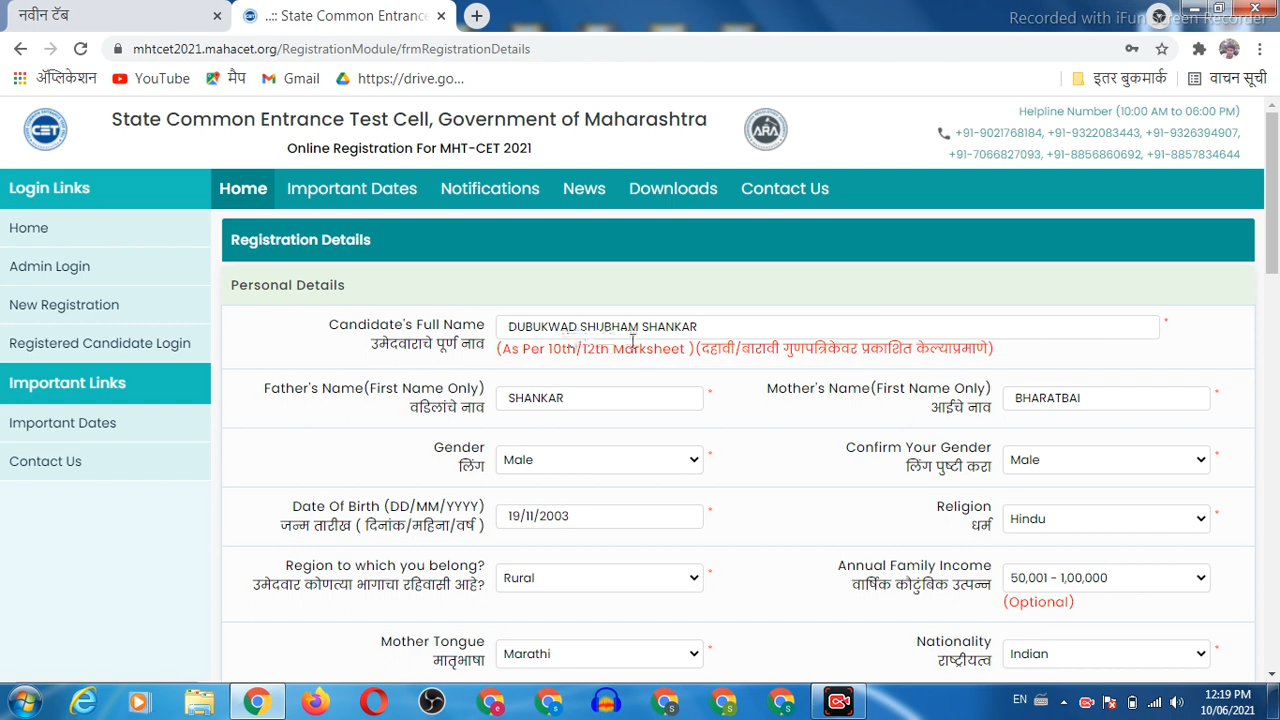 नवीन टॅब
..:: State Common Entrance
Recorded with iFun Screen Recorder
mhtcet2021.mahacet.org/RegistrationModule/frmRegistrationDetails
ॲप्लिकेशन YouTube मॅप Gmail https://drive.go... इतर बुकमार्क वाचन सूची
CET State Common Entrance Test Cell, Government of Maharashtra ARA Helpline Number (10:00 AM to 06:00 PM)
+91-9021768184, +91-9322083443, +91-9326394907,
Online Registration For MHT-CET 2021 +91-7066827093, +91-8856860692, +91-8857834644
Login Links Home Important Dates Notifications News Downloads Contact Us
Home
Admin Login
New Registration
Registered Candidate Login
Important Links
Important Dates
Contact Us
Registration Details
Personal Details
Candidate's Full Name DUBUKWAD SHUBHAM SHANKAR *
उमेदवाराचे पूर्ण नाव (As Per 10th/12th Marksheet )(दहावी/बारावी गुणपत्रिकेवर प्रकाशित केल्याप्रमाणे)
Father's Name(First Name Only) SHANKAR * Mother's Name(First Name Only) BHARATBAI *
वडिलांचे नाव आईचे नाव
Gender Male * Confirm Your Gender Male *
लिंग लिंग पुष्टी करा
Date Of Birth (DD/MM/YYYY) 19/11/2003 * Religion Hindu *
जन्म तारीख ( दिनांक/महिना/वर्ष ) धर्म
Region to which you belong? Rural * Annual Family Income 50,001 - 1,00,000
उमेदवार कोणत्या भागाचा रहिवासी आहे? वार्षिक कौटुंबिक उत्पन्न
(Optional)
Mother Tongue Marathi * Nationality Indian *
मातृभाषा राष्ट्रीयत्व
EN 12:19 PM
10/06/2021